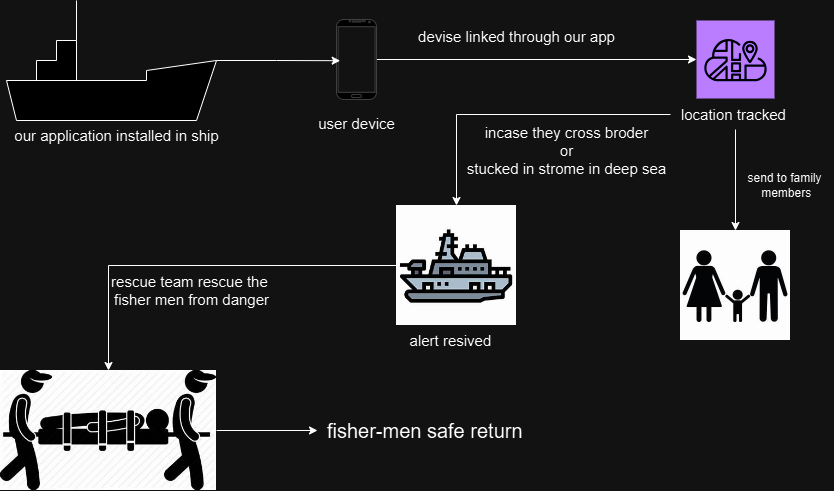 devise linked through our app
location tracked
our application installed in ship
user device
incase they cross broder
or
stucked in strome in deep sea
send to family
members
rescue team rescue the
fisher men from danger
alert resived
fisher-men safe return